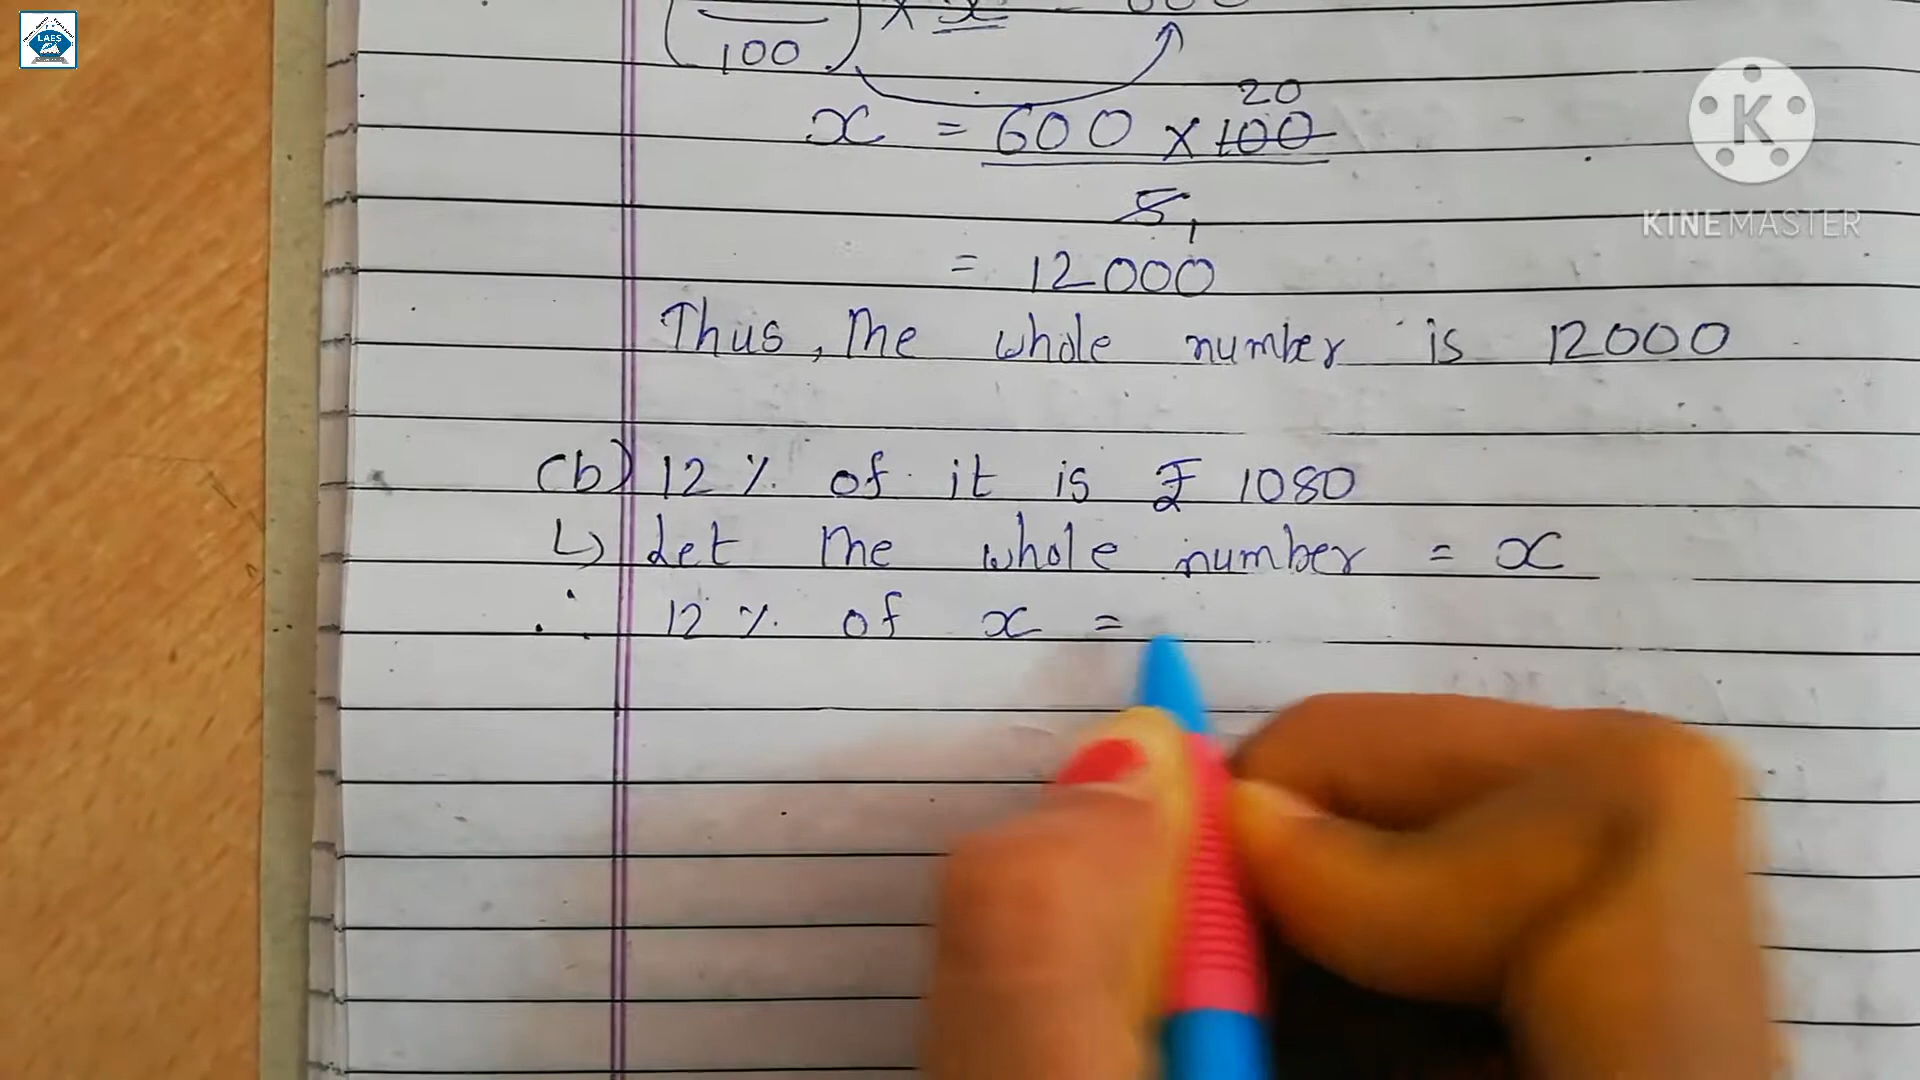 LAES
100 ) × x
20
x = 600 × 100
5 1
= 12000
Thus, the whole number is 12000
(b) 12 % of it is ₹ 1080
↳ Let the whole number = x
∴ 12 % of x =
K
KINEMASTER